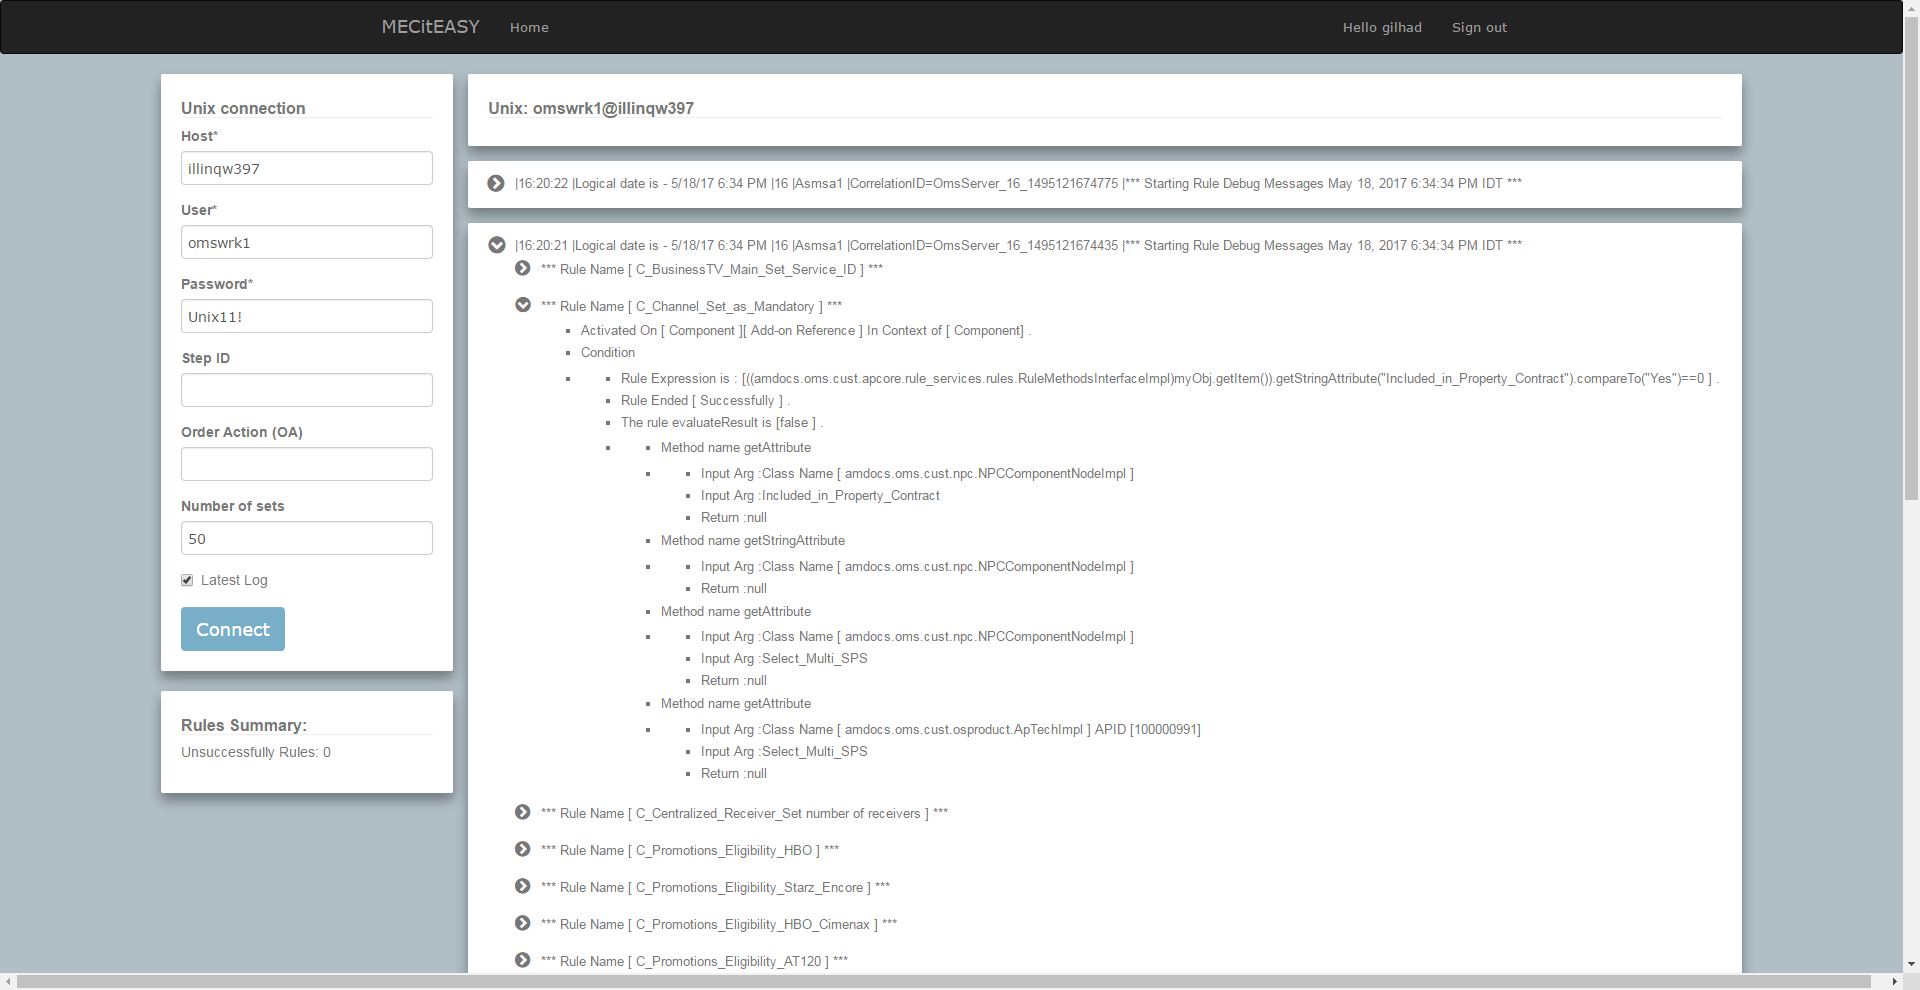 MECitEASY Home Hello gilhad Sign out
Unix connection
Host*
illinqw397
User*
omswrk1
Password*
Unix11!
Step ID
Order Action (OA)
Number of sets
50
Latest Log
Connect
Rules Summary:
Unsuccessfully Rules: 0
Unix: omswrk1@illinqw397
|16:20:22 |Logical date is - 5/18/17 6:34 PM |16 |Asmsa1 |CorrelationID=OmsServer_16_1495121674775 |*** Starting Rule Debug Messages May 18, 2017 6:34:34 PM IDT ***
|16:20:21 |Logical date is - 5/18/17 6:34 PM |16 |Asmsa1 |CorrelationID=OmsServer_16_1495121674435 |*** Starting Rule Debug Messages May 18, 2017 6:34:34 PM IDT ***
*** Rule Name [ C_BusinessTV_Main_Set_Service_ID ] ***
*** Rule Name [ C_Channel_Set_as_Mandatory ] ***
Activated On [ Component ][ Add-on Reference ] In Context of [ Component] .
Condition
Rule Expression is : [((amdocs.oms.cust.apcore.rule_services.rules.RuleMethodsInterfaceImpl)myObj.getItem()).getStringAttribute("Included_in_Property_Contract").compareTo("Yes")==0 ] .
Rule Ended [ Successfully ] .
The rule evaluateResult is [false ] .
Method name getAttribute
Input Arg :Class Name [ amdocs.oms.cust.npc.NPCComponentNodeImpl ]
Input Arg :Included_in_Property_Contract
Return :null
Method name getStringAttribute
Input Arg :Class Name [ amdocs.oms.cust.npc.NPCComponentNodeImpl ]
Return :null
Method name getAttribute
Input Arg :Class Name [ amdocs.oms.cust.npc.NPCComponentNodeImpl ]
Input Arg :Select_Multi_SPS
Return :null
Method name getAttribute
Input Arg :Class Name [ amdocs.oms.cust.osproduct.ApTechImpl ] APID [100000991]
Input Arg :Select_Multi_SPS
Return :null
*** Rule Name [ C_Centralized_Receiver_Set number of receivers ] ***
*** Rule Name [ C_Promotions_Eligibility_HBO ] ***
*** Rule Name [ C_Promotions_Eligibility_Starz_Encore ] ***
*** Rule Name [ C_Promotions_Eligibility_HBO_Cimenax ] ***
*** Rule Name [ C_Promotions_Eligibility_AT120 ] ***